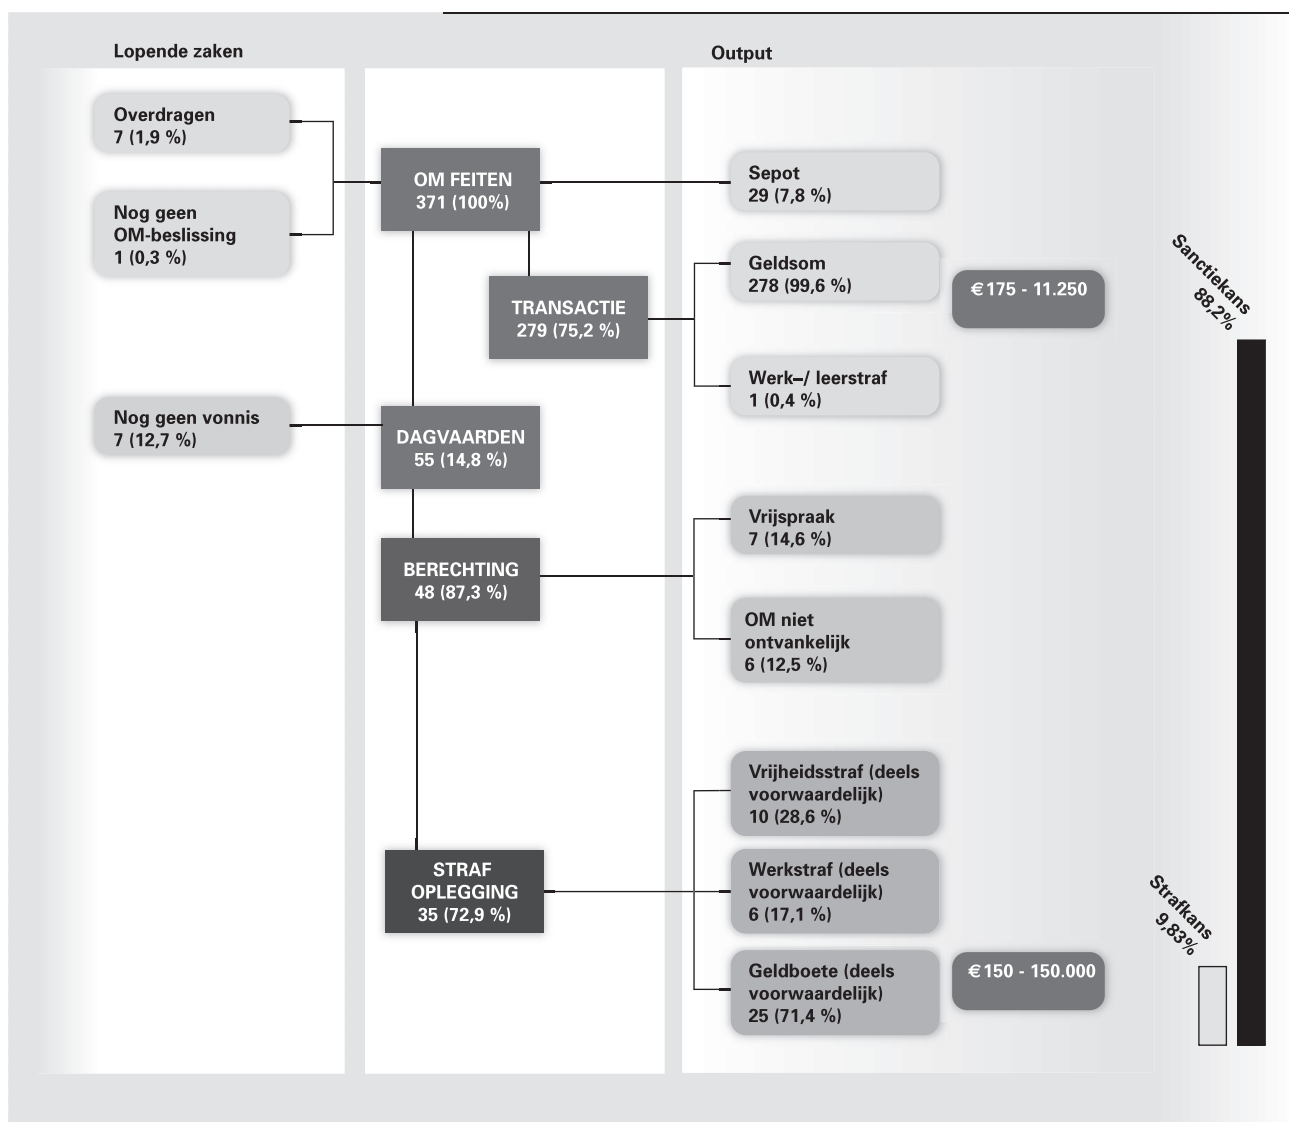 Lopende zaken
Output
Overdragen
7 (1,9 %)
Nog geen
OM-beslissing
1 (0,3 %)
OM FEITEN
371 (100%)
Sepot
29 (7,8 %)
TRANSACTIE
279 (75,2 %)
Geldsom
278 (99,6 %)
€ 175 - 11.250
Werk–/ leerstraf
1 (0,4 %)
Nog geen vonnis
7 (12,7 %)
DAGVAARDEN
55 (14,8 %)
BERECHTING
48 (87,3 %)
Vrijspraak
7 (14,6 %)
OM niet
ontvankelijk
6 (12,5 %)
STRAF
OPLEGGING
35 (72,9 %)
Vrijheidsstraf (deels
voorwaardelijk)
10 (28,6 %)
Werkstraf (deels
voorwaardelijk)
6 (17,1 %)
Geldboete (deels
voorwaardelijk)
25 (71,4 %)
€ 150 - 150.000
Sanctiekans
88,2%
Strafkans
9,83%